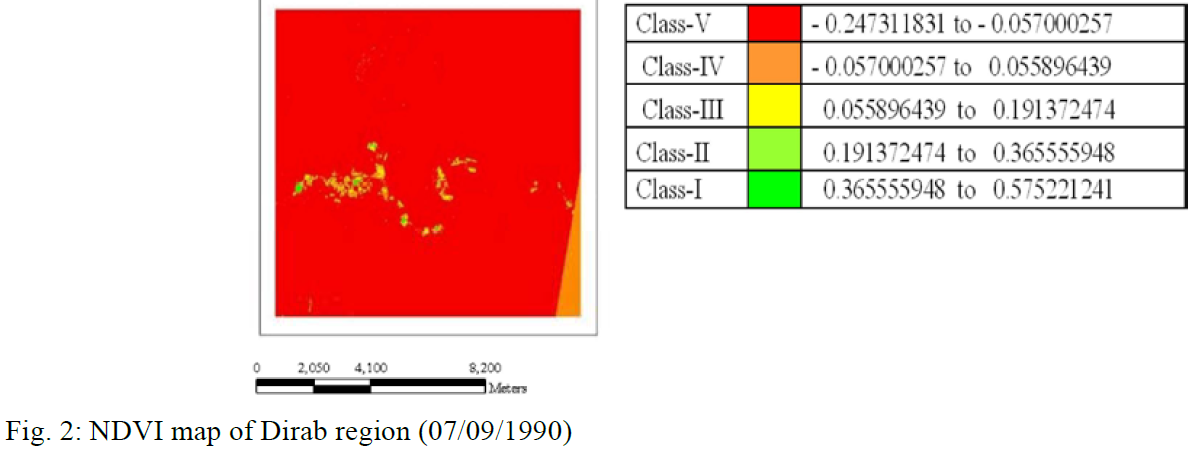 Class-V - 0.247311831 to - 0.057000257
Class-IV - 0.057000257 to 0.055896439
Class-III 0.055896439 to 0.191372474
Class-II 0.191372474 to 0.365555948
Class-I 0.365555948 to 0.575221241
0 2,050 4,100 8,200
Meters
Fig. 2: NDVI map of Dirab region (07/09/1990)